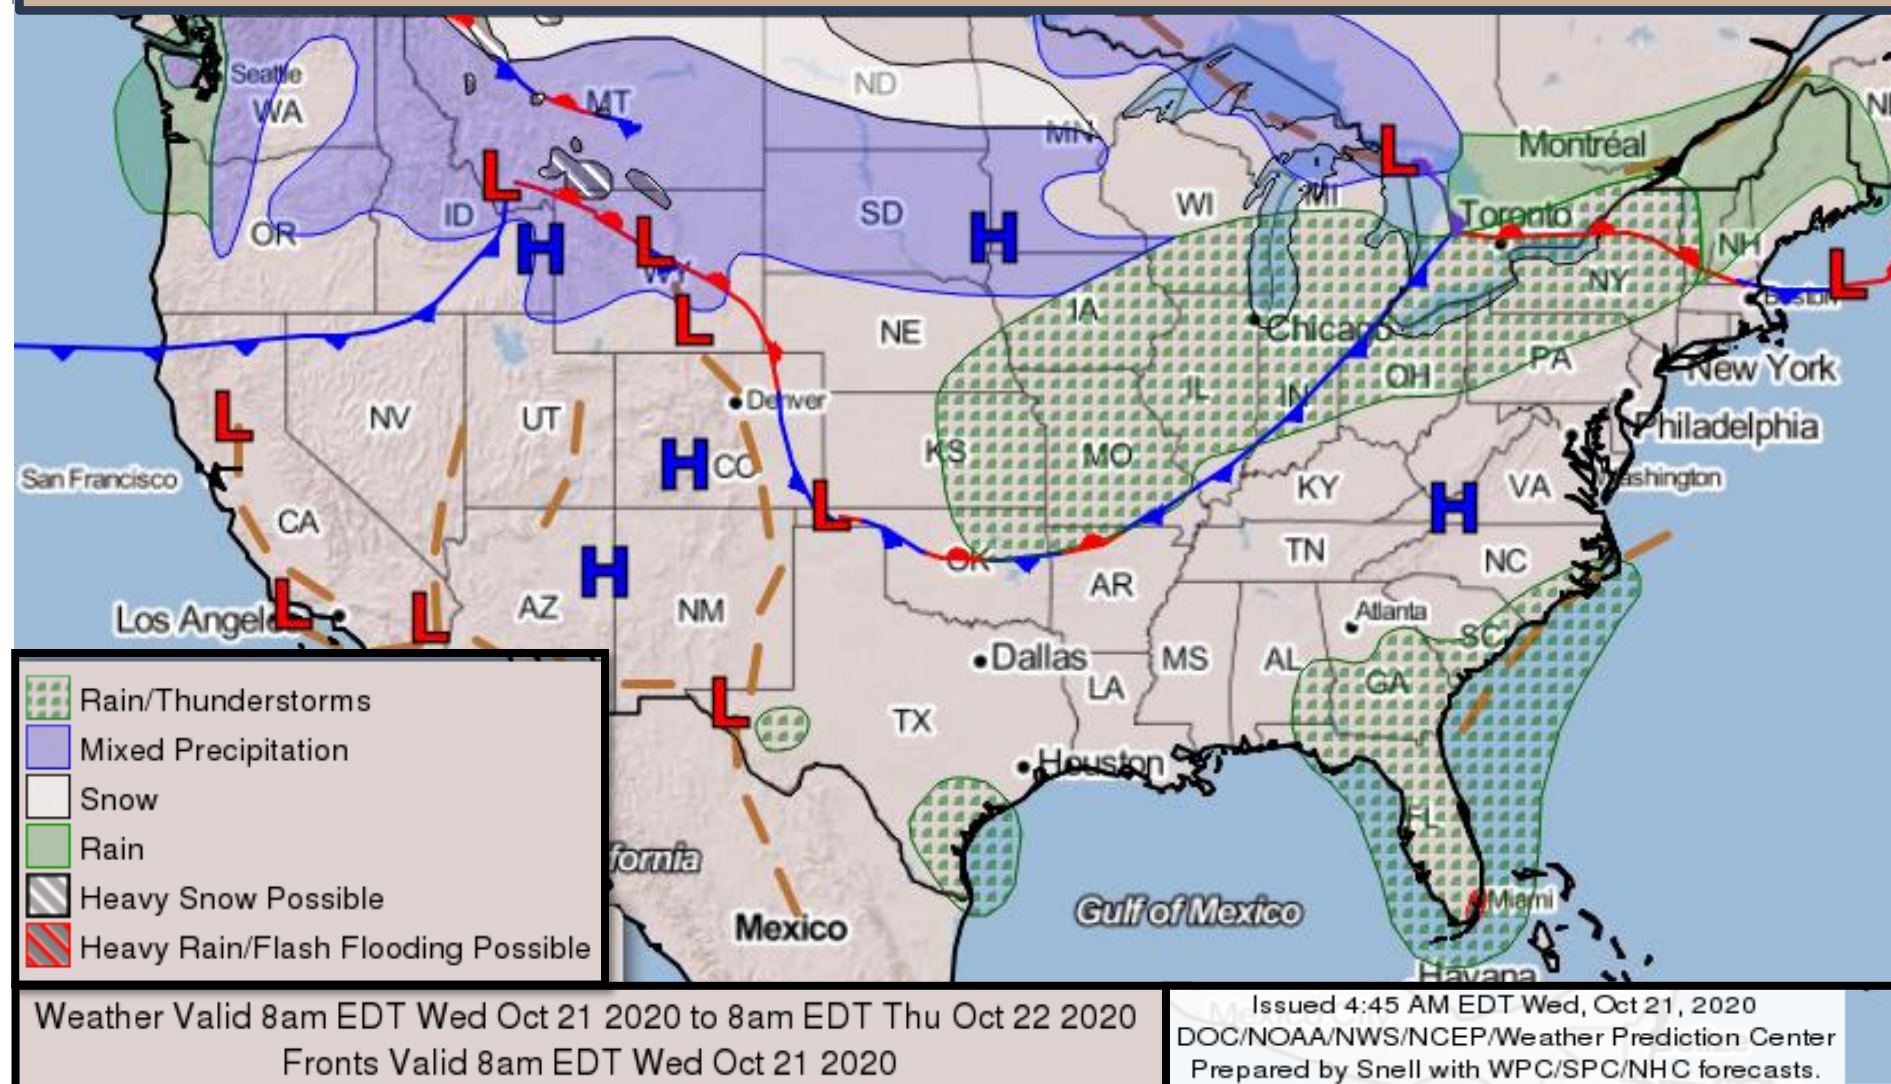 Seattle
WA
MT
ND
MN
Montréal
OR
ID
SD
WI
MI
Toronto
NH
WY
NY
Boston
IA
NE
Chicago
PA
New York
NV
UT
Denver
IL
IN
OH
Philadelphia
San Francisco
CO
KS
MO
KY
VA
Washington
CA
TN
NC
OK
AR
Los Angeles
AZ
NM
Atlanta
SC
Dallas
MS
AL
GA
LA
TX
Houston
FL
fornia
Mexico
Gulf of Mexico
Miami
Havana
L
L
L
L
L
L
L
L
L
L
H
H
H
H
H
Rain/Thunderstorms
Mixed Precipitation
Snow
Rain
Heavy Snow Possible
Heavy Rain/Flash Flooding Possible
Weather Valid 8am EDT Wed Oct 21 2020 to 8am EDT Thu Oct 22 2020
Fronts Valid 8am EDT Wed Oct 21 2020
Issued 4:45 AM EDT Wed, Oct 21, 2020
DOC/NOAA/NWS/NCEP/Weather Prediction Center
Prepared by Snell with WPC/SPC/NHC forecasts.